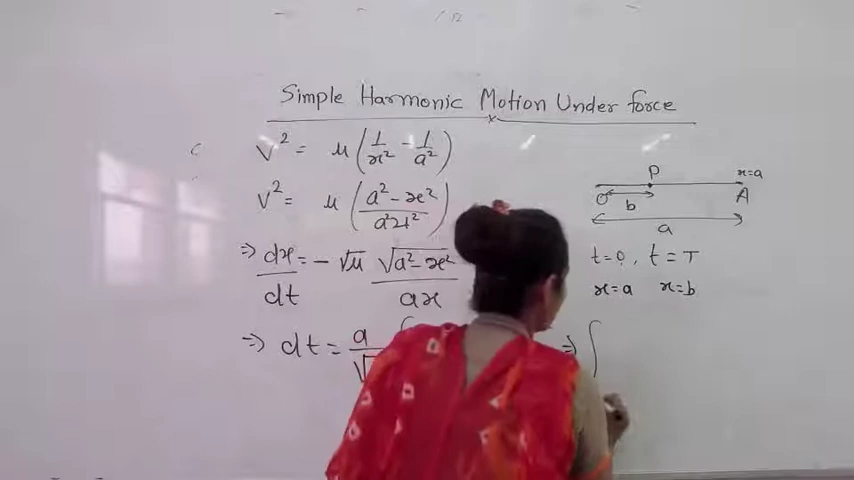 Simple Harmonic Motion Under force
v² = μ (1/x² - 1/a²)
v² = μ (a² - x² / a²x²)
⇒ dx/dt = - √μ √a² - x² / ax
⇒ dt = a/√
⇒ ∫
P x=a
O b A
a
t=0, t=T
x=a x=b